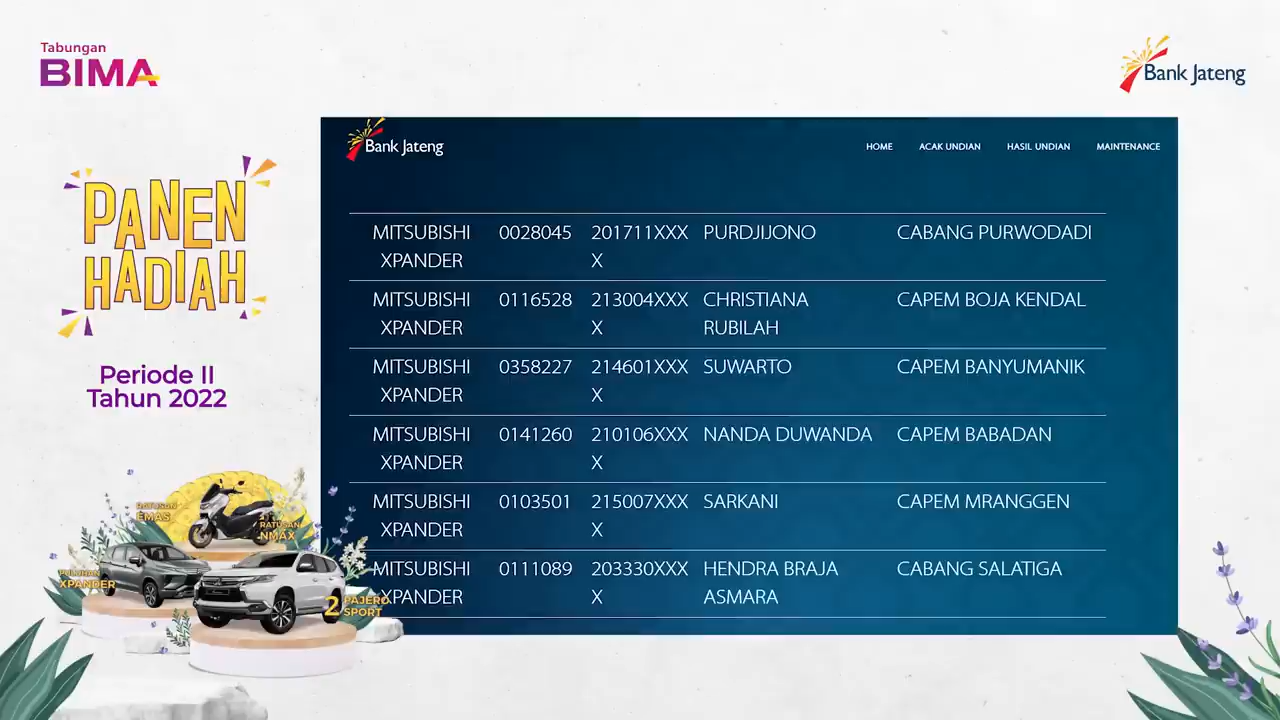 Tabungan
BIMA
Bank Jateng
PANEN
HADIAH
Periode II
Tahun 2022
RATUSAN
EMAS
RATUSAN
NMAX
PULUHAN
XPANDER
2 PAJERO
SPORT
Bank Jateng
HOME ACAK UNDIAN HASIL UNDIAN MAINTENANCE
MITSUBISHI 0028045 201711XXX PURDJIJONO CABANG PURWODADI
XPANDER X
MITSUBISHI 0116528 213004XXX CHRISTIANA CAPEM BOJA KENDAL
XPANDER X RUBILAH
MITSUBISHI 0358227 214601XXX SUWARTO CAPEM BANYUMANIK
XPANDER X
MITSUBISHI 0141260 210106XXX NANDA DUWANDA CAPEM BABADAN
XPANDER X
MITSUBISHI 0103501 215007XXX SARKANI CAPEM MRANGGEN
XPANDER X
MITSUBISHI 0111089 203330XXX HENDRA BRAJA CABANG SALATIGA
XPANDER X ASMARA